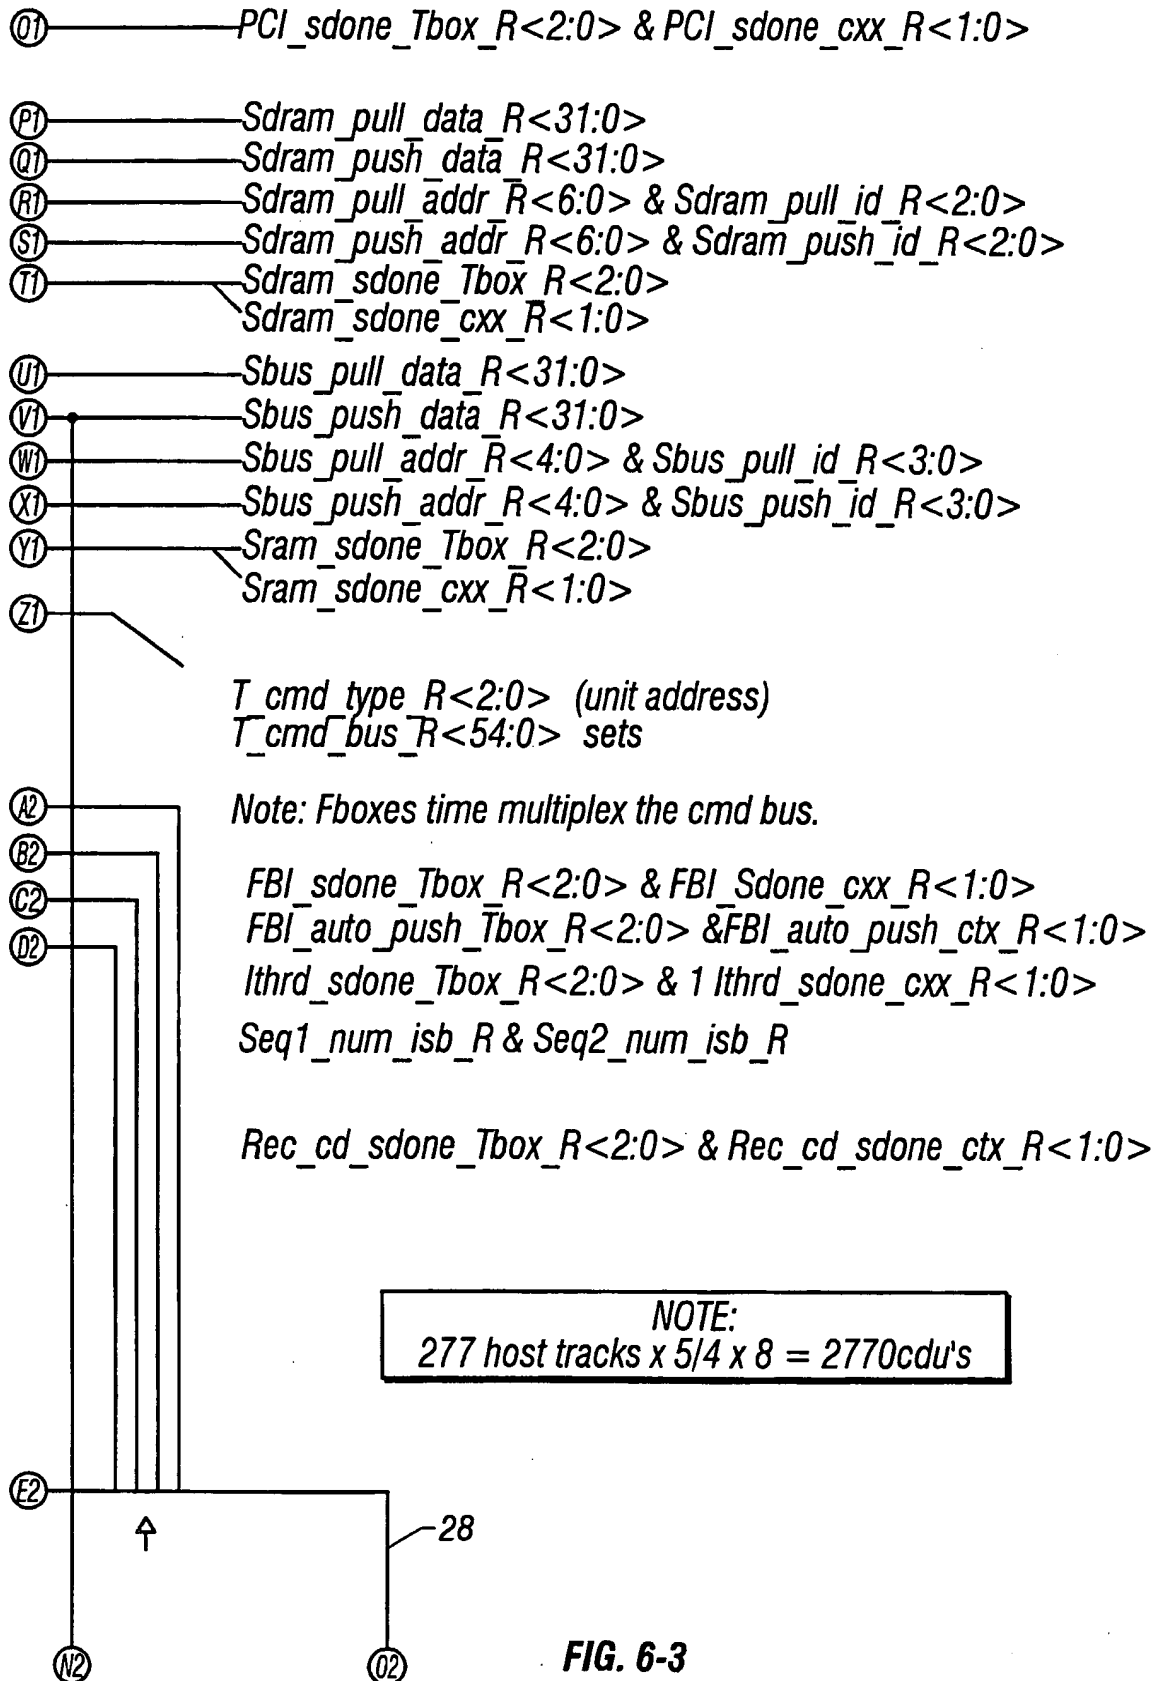 O1 PCI_sdone_Tbox_R<2:0> & PCI_sdone_cxx_R<1:0>
P1 Sdram_pull_data_R<31:0>
Q1 Sdram_push_data_R<31:0>
R1 Sdram_pull_addr_R<6:0> & Sdram_pull_id_R<2:0>
S1 Sdram_push_addr_R<6:0> & Sdram_push_id_R<2:0>
T1 Sdram_sdone_Tbox_R<2:0>
Sdram_sdone_cxx_R<1:0>
U1 Sbus_pull_data_R<31:0>
V1 Sbus_push_data_R<31:0>
W1 Sbus_pull_addr_R<4:0> & Sbus_pull_id_R<3:0>
X1 Sbus_push_addr_R<4:0> & Sbus_push_id_R<3:0>
Y1 Sram_sdone_Tbox_R<2:0>
Sram_sdone_cxx_R<1:0>
Z1
T_cmd_type_R<2:0> (unit address)
T_cmd_bus_R<54:0> sets
A2 Note: Fboxes time multiplex the cmd bus.
B2
C2 FBI_sdone_Tbox_R<2:0> & FBI_Sdone_cxx_R<1:0>
D2 FBI_auto_push_Tbox_R<2:0> &FBI_auto_push_ctx_R<1:0>
Ithrd_sdone_Tbox_R<2:0> & 1 Ithrd_sdone_cxx_R<1:0>
Seq1_num_isb_R & Seq2_num_isb_R
Rec_cd_sdone_Tbox_R<2:0> & Rec_cd_sdone_ctx_R<1:0>
NOTE:
277 host tracks x 5/4 x 8 = 2770cdu's
E2
28
N2 O2
FIG. 6-3